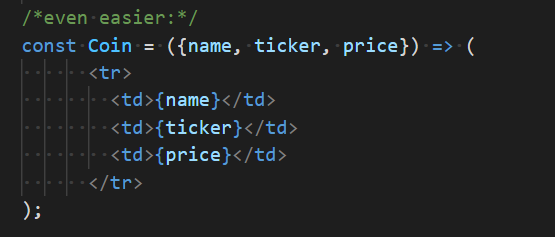 /*even easier:*/
const Coin = ({name, ticker, price}) => (
<tr>
<td>{name}</td>
<td>{ticker}</td>
<td>{price}</td>
</tr>
);